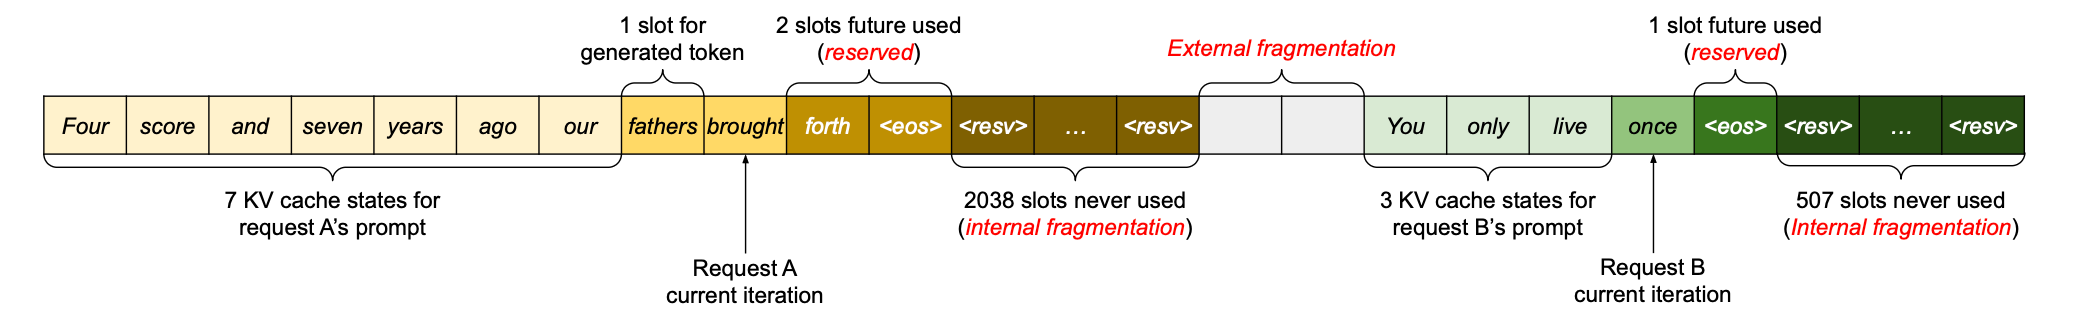 1 slot for
generated token
2 slots future used
(reserved)
External fragmentation
1 slot future used
(reserved)
Four score and seven years ago our fathers brought forth <eos> <resv> ... <resv> You only live once <eos> <resv> ... <resv>
7 KV cache states for
request A's prompt
2038 slots never used
(internal fragmentation)
3 KV cache states for
request B's prompt
507 slots never used
(Internal fragmentation)
Request A
current iteration
Request B
current iteration